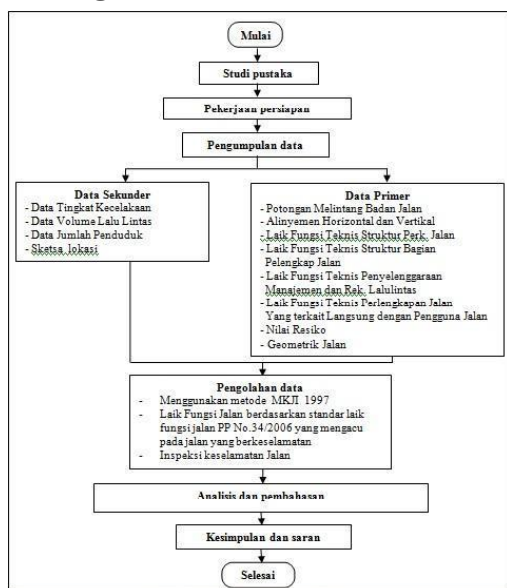 Mulai
Studi pustaka
Pekerjaan persiapan
Pengumpulan data
Data Sekunder
- Data Tingkat Kecelakaan
- Data Volume Lalu Lintas
- Data Jumlah Penduduk
- Sketsa lokasi
Data Primer
- Potongan Melintang Badan Jalan
- Alinyemen Horizontal dan Vertikal
- Laik Fungsi Teknis Struktur Perk. Jalan
- Laik Fungsi Teknis Struktur Bagian
Pelengkap Jalan
- Laik Fungsi Teknis Penyelenggaraan
Manajemen dan Rek. Lalulintas
- Laik Fungsi Teknis Perlengkapan Jalan
Yang terkait Langsung dengan Pengguna Jalan
- Nilai Resiko
- Geometrik Jalan
Pengolahan data
- Menggunakan metode MKJI 1997
- Laik Fungsi Jalan berdasarkan standar laik
fungsi jalan PP No.34/2006 yang mengacu
pada jalan yang berkeselamatan
- Inspeksi keselamatan Jalan
Analisis dan pembahasan
Kesimpulan dan saran
Selesai